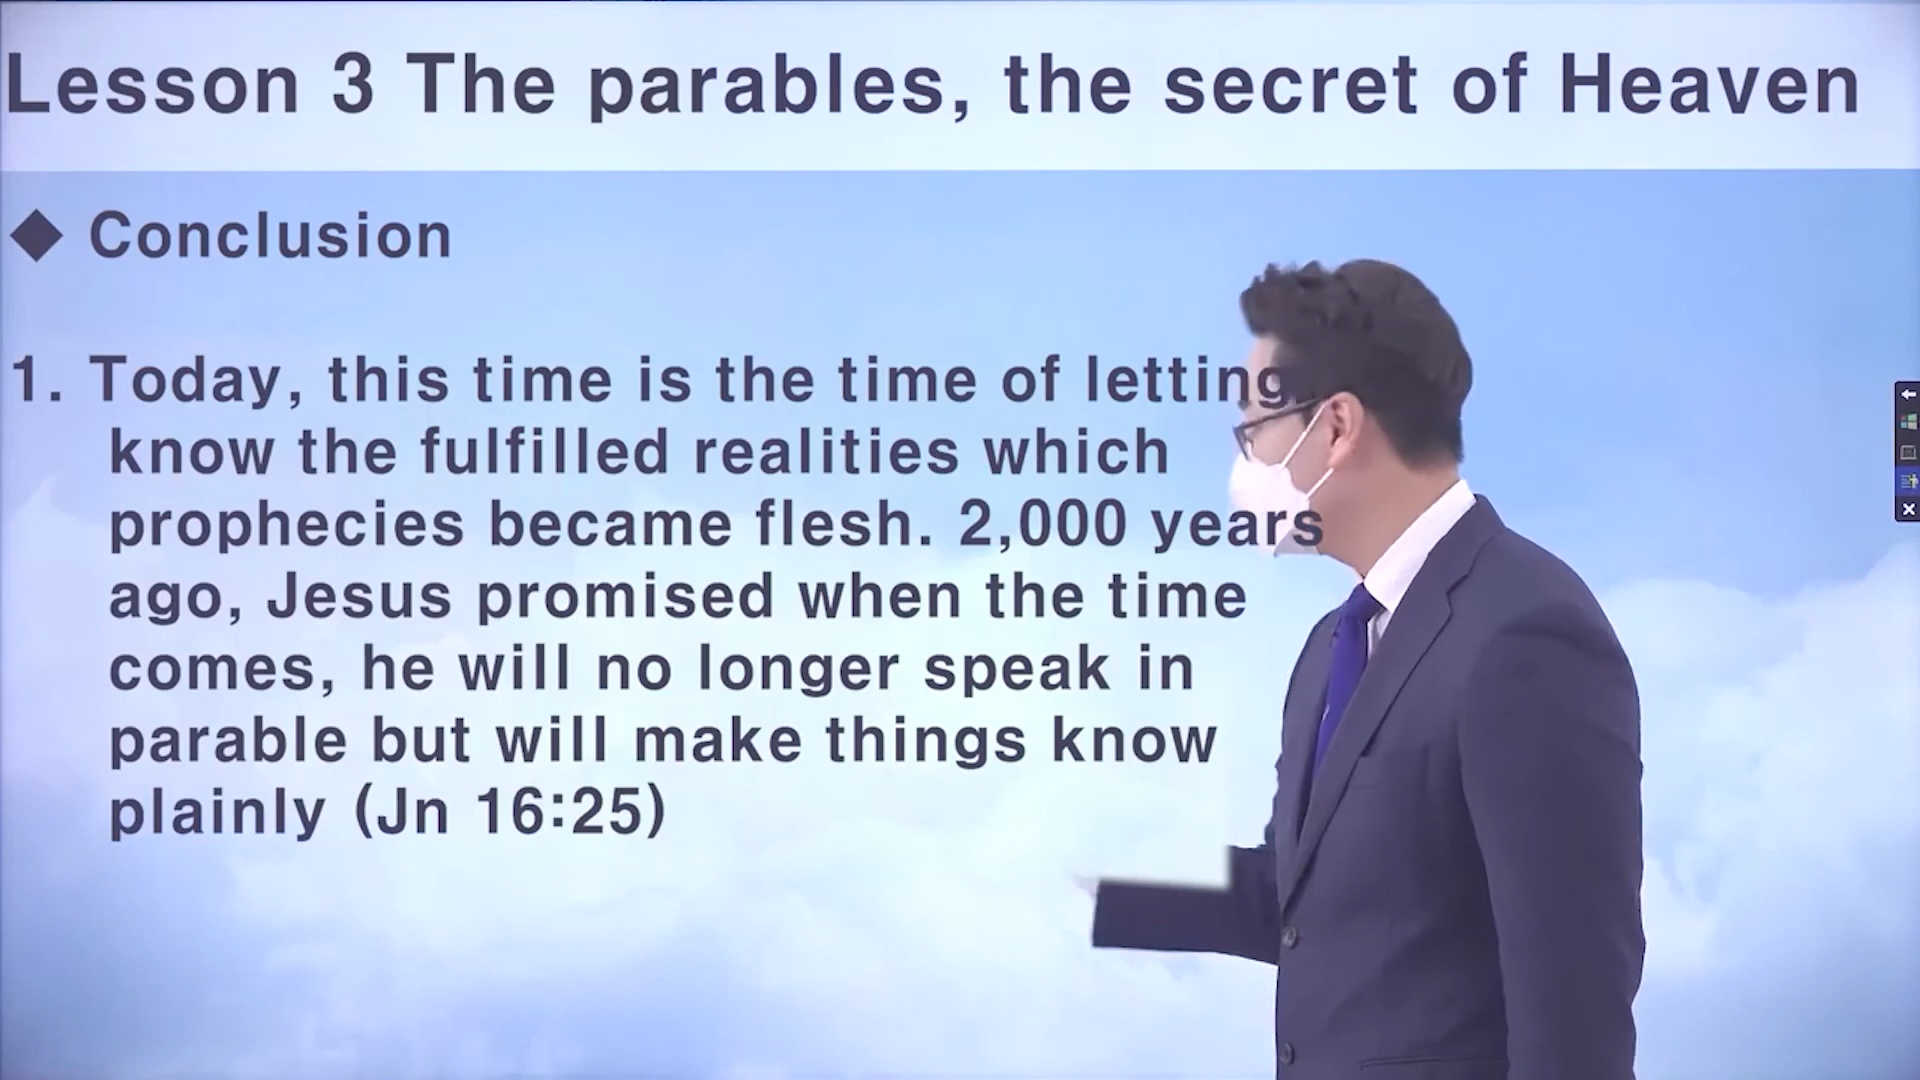 Lesson 3 The parables, the secret of Heaven
◆ Conclusion
1. Today, this time is the time of letting
know the fulfilled realities which
prophecies became flesh. 2,000 years
ago, Jesus promised when the time
comes, he will no longer speak in
parable but will make things know
plainly (Jn 16:25)